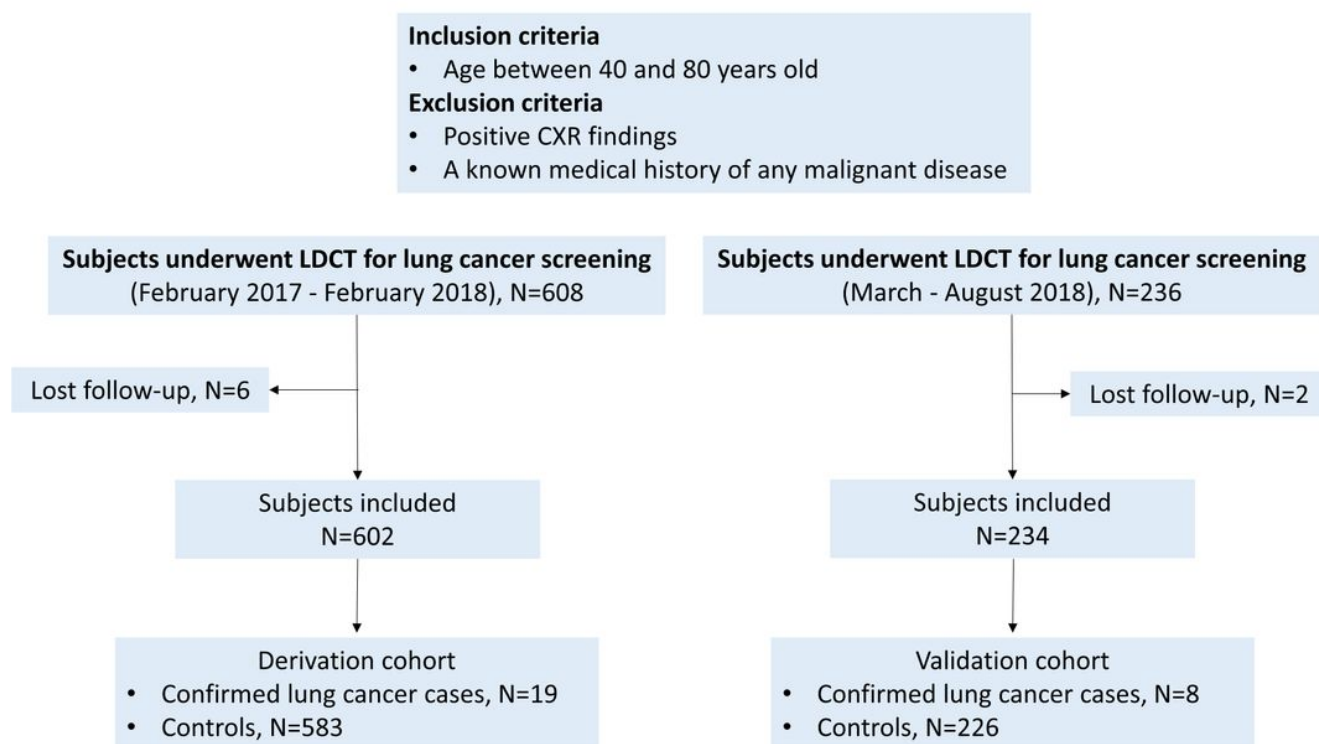 Inclusion criteria
• Age between 40 and 80 years old
Exclusion criteria
• Positive CXR findings
• A known medical history of any malignant disease
Subjects underwent LDCT for lung cancer screening
(February 2017 - February 2018), N=608
Lost follow-up, N=6
Subjects included
N=602
Derivation cohort
• Confirmed lung cancer cases, N=19
• Controls, N=583
Subjects underwent LDCT for lung cancer screening
(March - August 2018), N=236
Lost follow-up, N=2
Subjects included
N=234
Validation cohort
• Confirmed lung cancer cases, N=8
• Controls, N=226